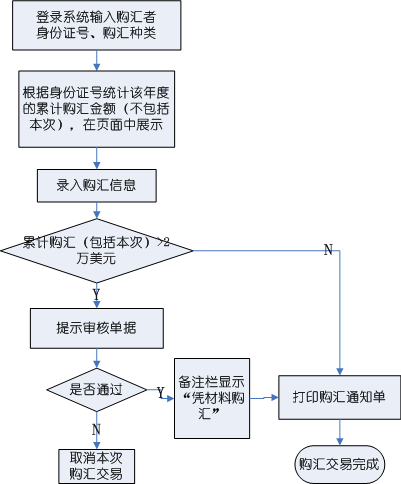 登录系统输入购汇者
身份证号、购汇种类
根据身份证号统计该年度
的累计购汇金额（不包括
本次），在页面中展示
录入购汇信息
累计购汇（包括本次）>2
万美元
N
Y
提示审核单据
是否通过
Y
备注栏显示
“凭材料购
汇”
打印购汇通知单
N
取消本次
购汇交易
购汇交易完成